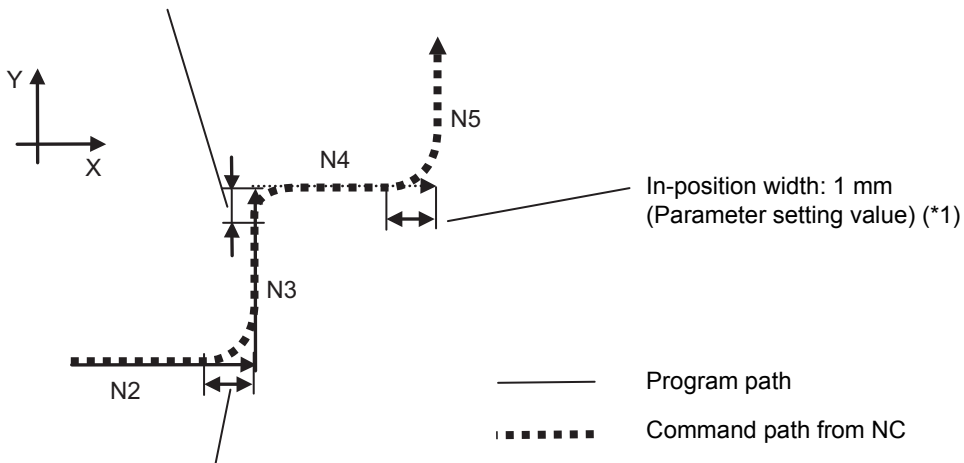 Y
X
N5
N4
In-position width: 1 mm
(Parameter setting value) (*1)
N3
N2
Program path
Command path from NC